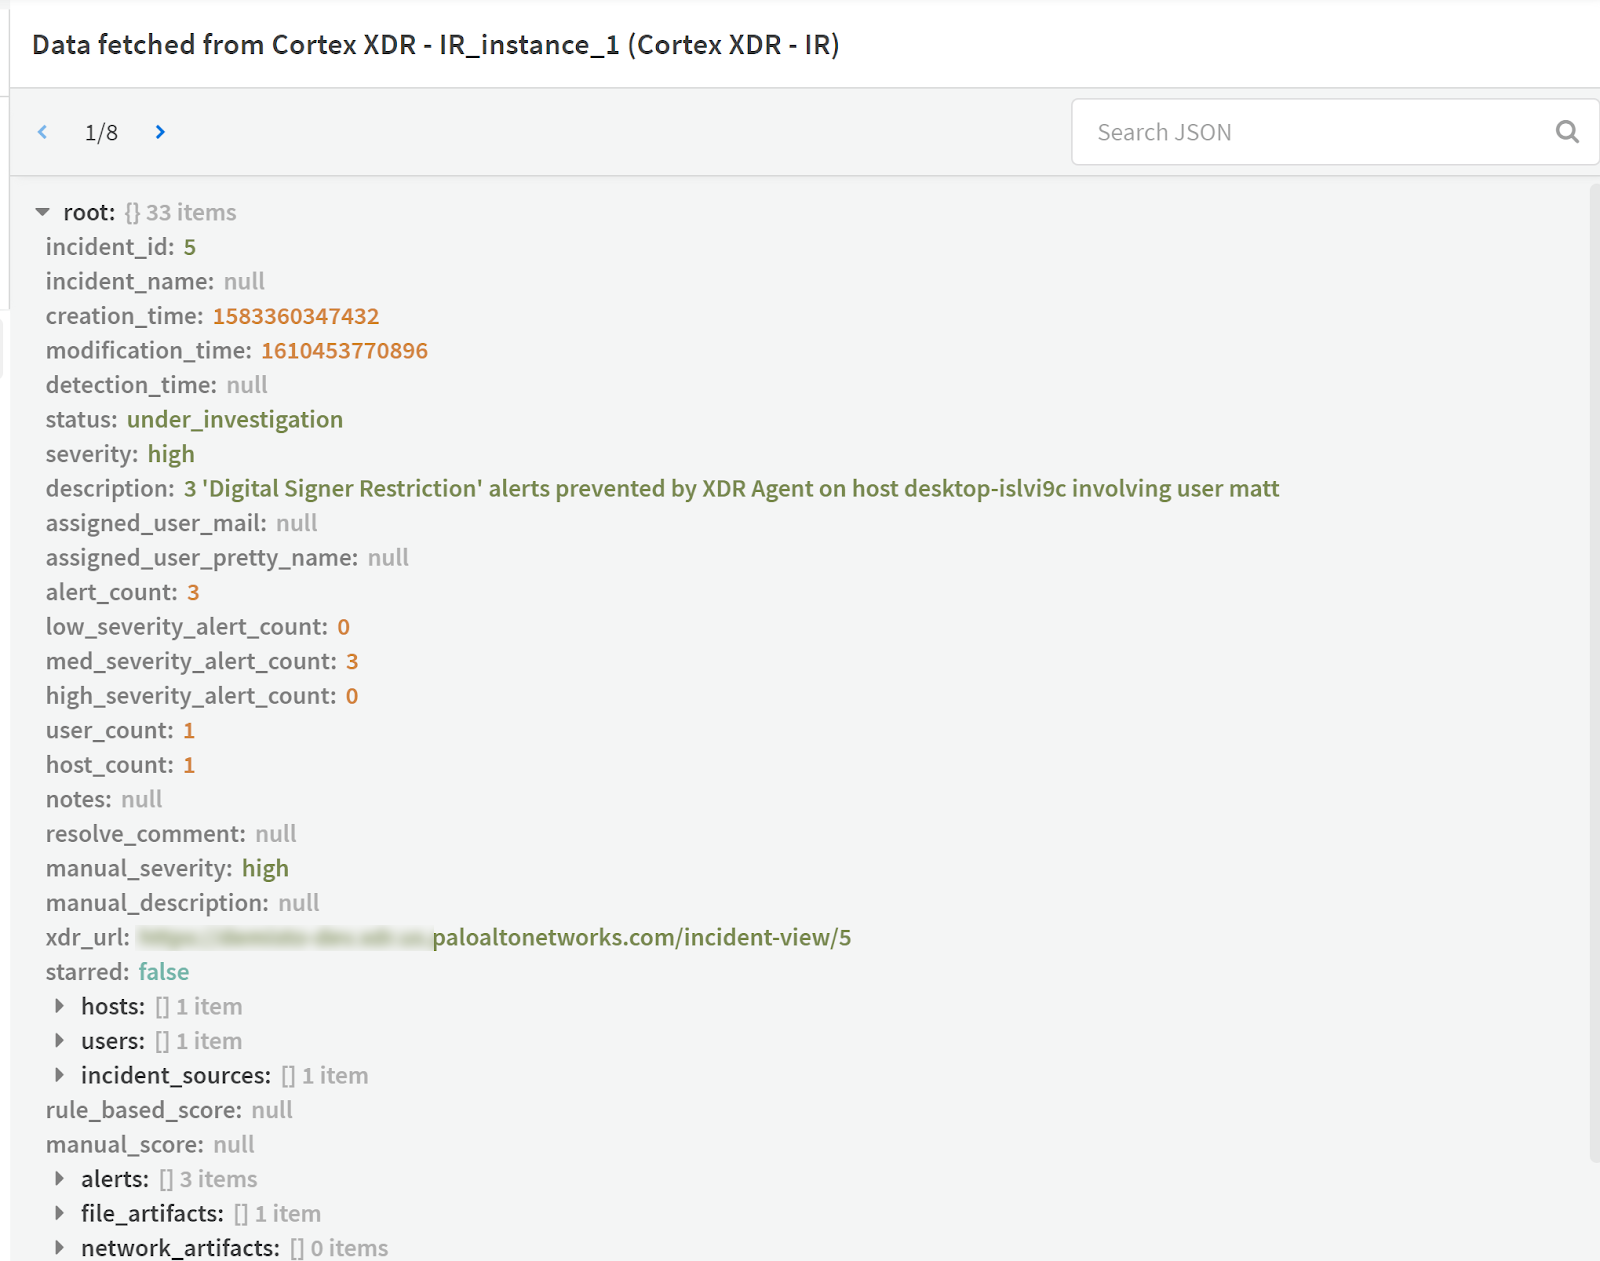 Data fetched from Cortex XDR - IR_instance_1 (Cortex XDR - IR)
1/8
Search JSON
root: {} 33 items
incident_id: 5
incident_name: null
creation_time: 1583360347432
modification_time: 1610453770896
detection_time: null
status: under_investigation
severity: high
description: 3 'Digital Signer Restriction' alerts prevented by XDR Agent on host desktop-islvi9c involving user matt
assigned_user_mail: null
assigned_user_pretty_name: null
alert_count: 3
low_severity_alert_count: 0
med_severity_alert_count: 3
high_severity_alert_count: 0
user_count: 1
host_count: 1
notes: null
resolve_comment: null
manual_severity: high
manual_description: null
xdr_url: paloaltonetworks.com/incident-view/5
starred: false
hosts: [] 1 item
users: [] 1 item
incident_sources: [] 1 item
rule_based_score: null
manual_score: null
alerts: [] 3 items
file_artifacts: [] 1 item
network_artifacts: [] 0 items